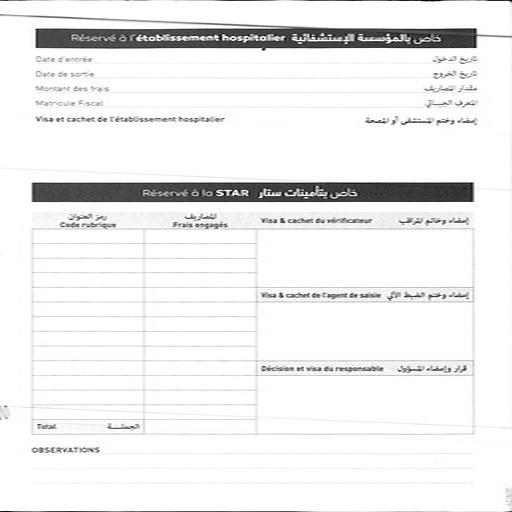 Réservé à l'établissement hospitalier خاص بالمؤسسة الإستشفائية
Date d'entrée تاريخ الدخول
Date de sortie تاريخ الخروج
Montant des frais مقدار المصاريف
Matricule Fiscal المعرف الجبائي
Visa et cachet de l'établissement hospitalier إمضاء وختم المستشفى أو المصحة
Réservé à la STAR خاص بتأمينات ستار
رمز العنوان المصاريف
Code rubrique Frais engagés Visa & cachet du vérificateur إمضاء وخاتم المراقب
Visa & cachet de l'agent de saisie إمضاء وختم الضبط الآلي
Décision et visa du responsable قرار وإمضاء المسؤول
Total الجملـــة
OBSERVATIONS